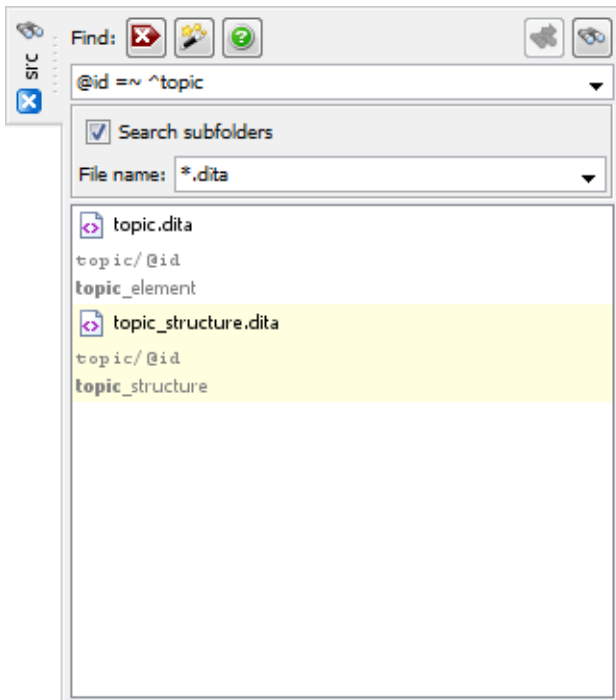 src
Find:
@id =~ ^topic
Search subfolders
File name: *.dita
topic.dita
topic/@id
topic_element
topic_structure.dita
topic/@id
topic_structure